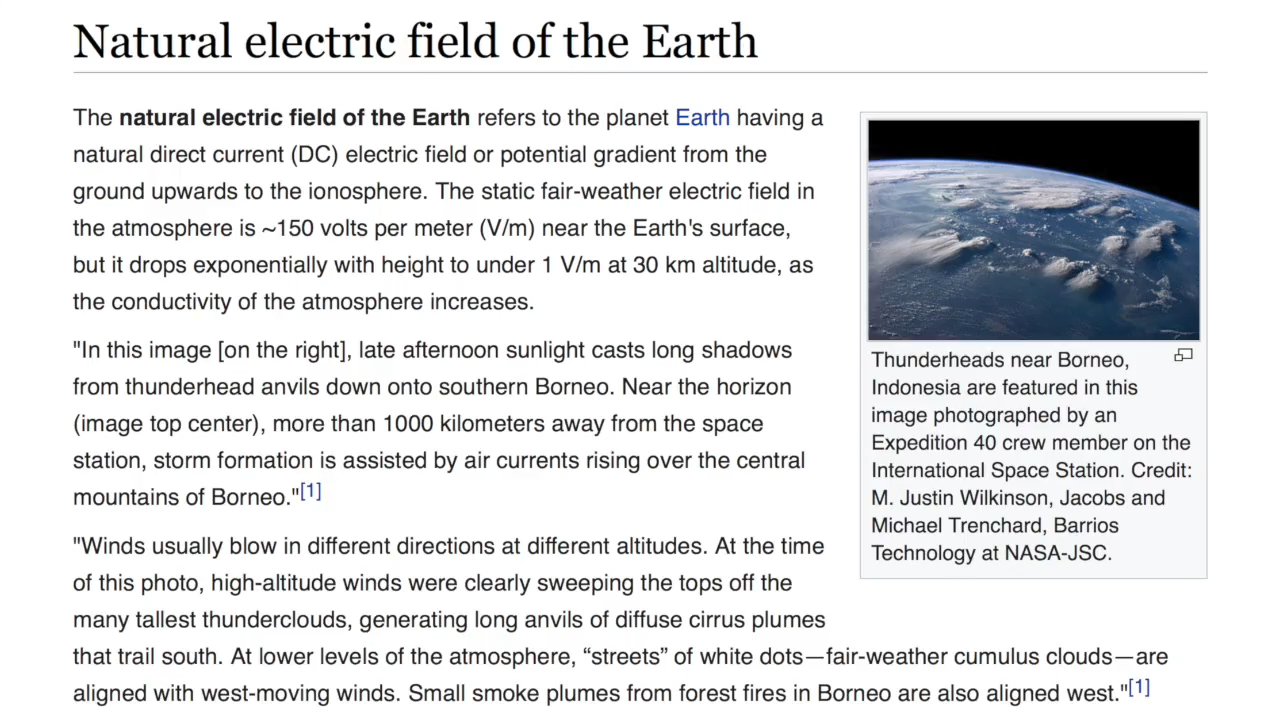 Natural electric field of the Earth
The natural electric field of the Earth refers to the planet Earth having a
natural direct current (DC) electric field or potential gradient from the
ground upwards to the ionosphere. The static fair-weather electric field in
the atmosphere is ~150 volts per meter (V/m) near the Earth's surface,
but it drops exponentially with height to under 1 V/m at 30 km altitude, as
the conductivity of the atmosphere increases.
"In this image [on the right], late afternoon sunlight casts long shadows
from thunderhead anvils down onto southern Borneo. Near the horizon
(image top center), more than 1000 kilometers away from the space
station, storm formation is assisted by air currents rising over the central
mountains of Borneo."[1]
"Winds usually blow in different directions at different altitudes. At the time
of this photo, high-altitude winds were clearly sweeping the tops off the
many tallest thunderclouds, generating long anvils of diffuse cirrus plumes
that trail south. At lower levels of the atmosphere, “streets” of white dots—fair-weather cumulus clouds—are
aligned with west-moving winds. Small smoke plumes from forest fires in Borneo are also aligned west."[1]
Thunderheads near Borneo,
Indonesia are featured in this
image photographed by an
Expedition 40 crew member on the
International Space Station. Credit:
M. Justin Wilkinson, Jacobs and
Michael Trenchard, Barrios
Technology at NASA-JSC.